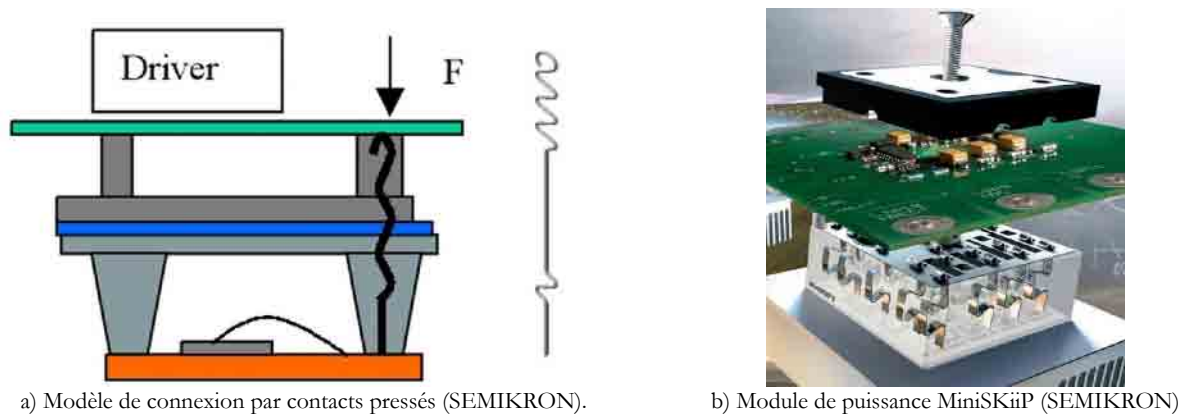 Driver
F
a) Modèle de connexion par contacts pressés (SEMIKRON).
b) Module de puissance MiniSKiiP (SEMIKRON)